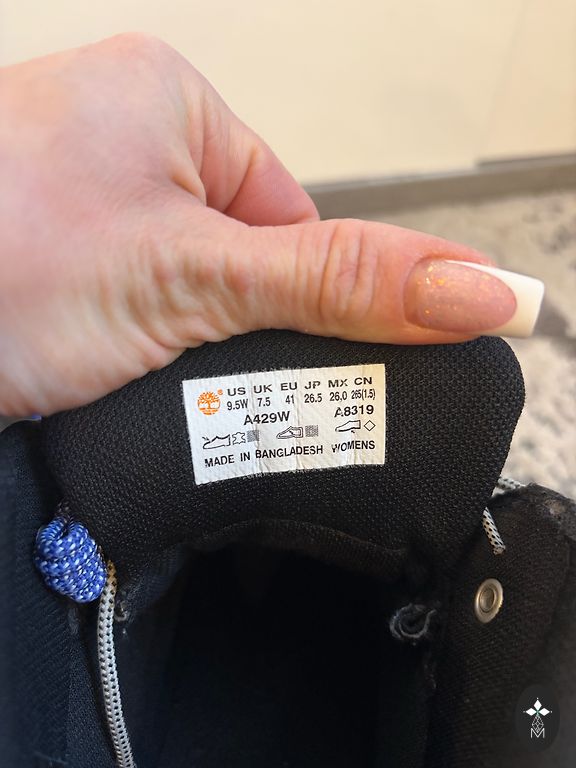 US UK EU JP MX CN
9.5W 7.5 41 26.5 26,0 265(1.5)
A429W A8319
MADE IN BANGLADESH WOMENS
M